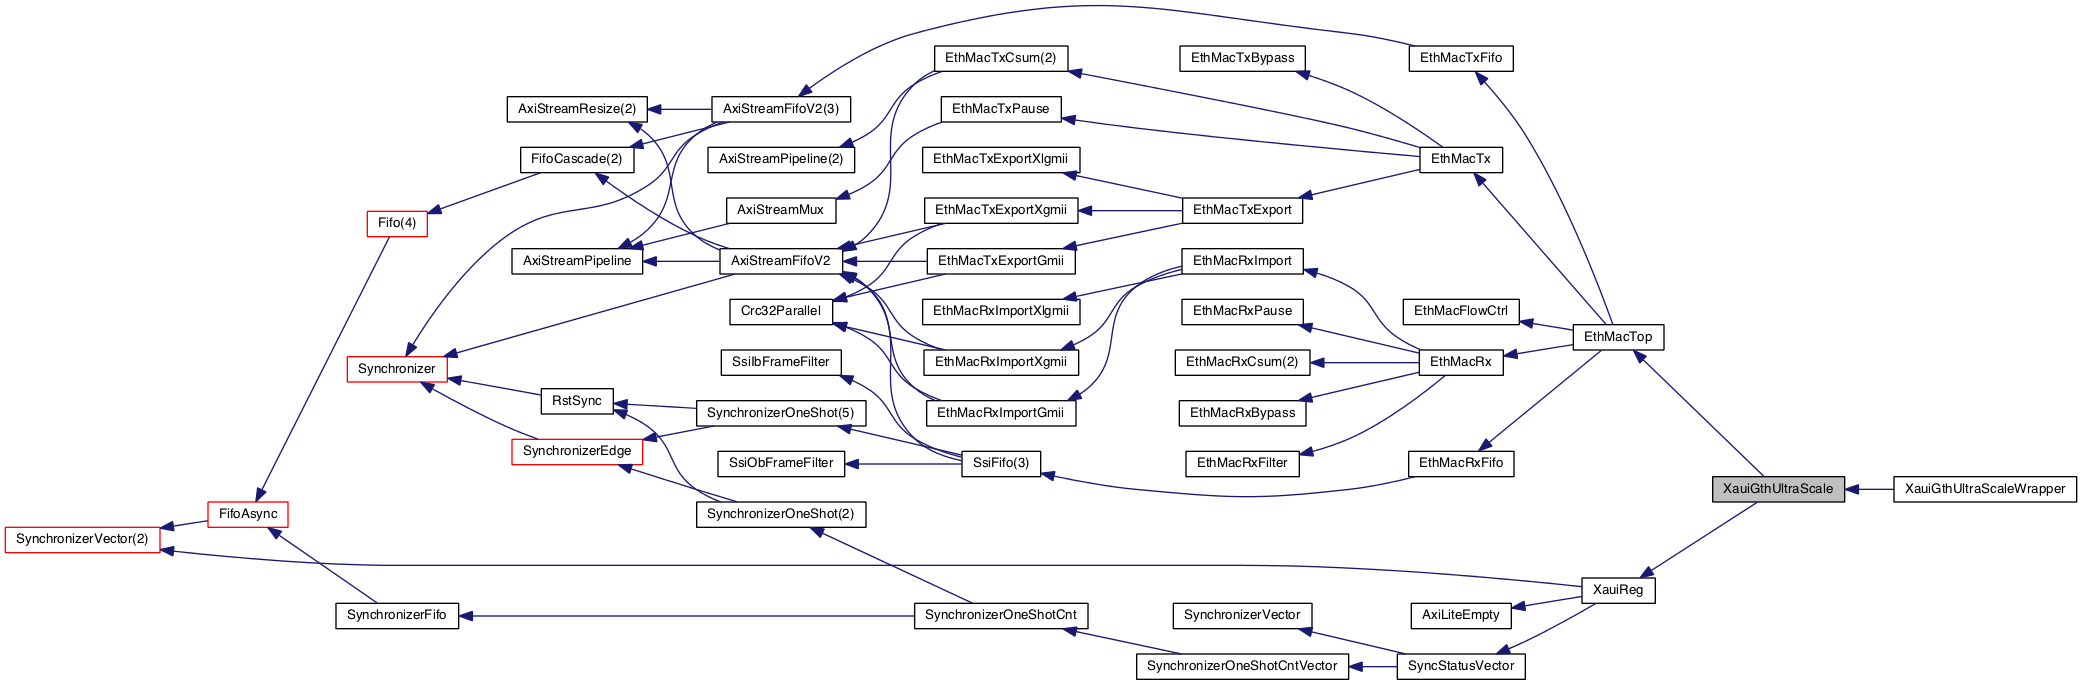 EthMacTxCsum(2)
EthMacTxBypass
EthMacTxFifo
AxiStreamResize(2)
AxiStreamFifoV2(3)
EthMacTxPause
FifoCascade(2)
AxiStreamPipeline(2)
EthMacTxExportXlgmii
EthMacTx
Fifo(4)
AxiStreamMux
EthMacTxExportXgmii
EthMacTxExport
AxiStreamPipeline
AxiStreamFifoV2
EthMacTxExportGmii
EthMacRxImport
Crc32Parallel
EthMacRxImportXlgmii
EthMacRxPause
EthMacFlowCtrl
EthMacTop
Synchronizer
SsiIbFrameFilter
EthMacRxImportXgmii
EthMacRxCsum(2)
EthMacRx
RstSync
SynchronizerOneShot(5)
EthMacRxImportGmii
EthMacRxBypass
SynchronizerEdge
SsiObFrameFilter
SsiFifo(3)
EthMacRxFilter
EthMacRxFifo
XauiGthUltraScale
XauiGthUltraScaleWrapper
FifoAsync
SynchronizerOneShot(2)
SynchronizerVector(2)
XauiReg
SynchronizerFifo
SynchronizerOneShotCnt
SynchronizerVector
AxiLiteEmpty
SynchronizerOneShotCntVector
SyncStatusVector